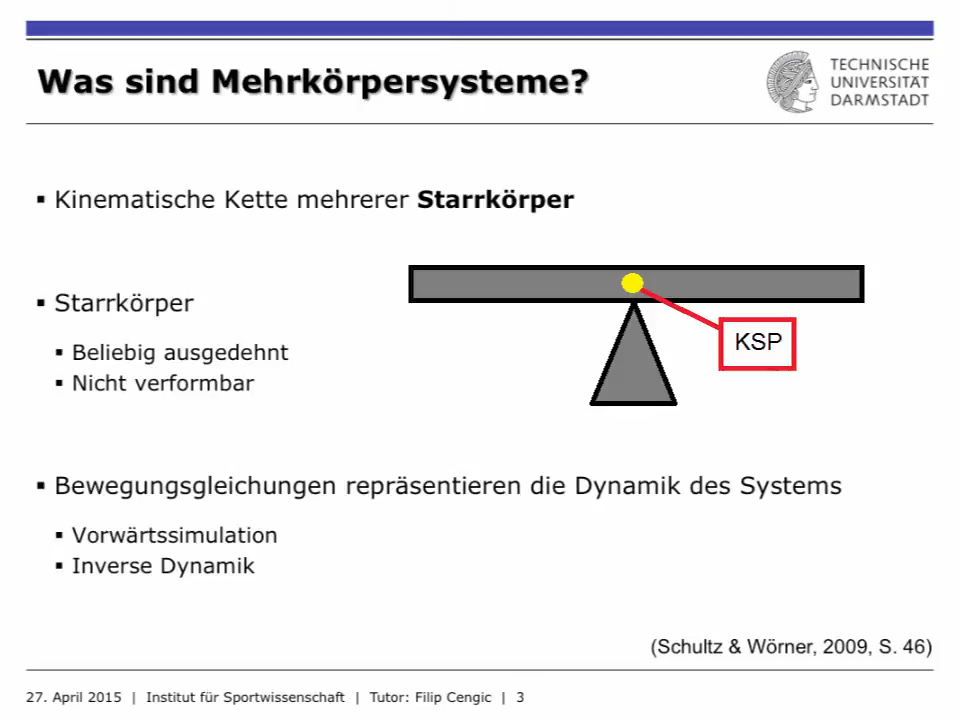 Was sind Mehrkörpersysteme?
TECHNISCHE
UNIVERSITÄT
DARMSTADT
▪ Kinematische Kette mehrerer Starrkörper
▪ Starrkörper
▪ Beliebig ausgedehnt
▪ Nicht verformbar
KSP
▪ Bewegungsgleichungen repräsentieren die Dynamik des Systems
▪ Vorwärtssimulation
▪ Inverse Dynamik
(Schultz & Wörner, 2009, S. 46)
27. April 2015 | Institut für Sportwissenschaft | Tutor: Filip Cengic | 3